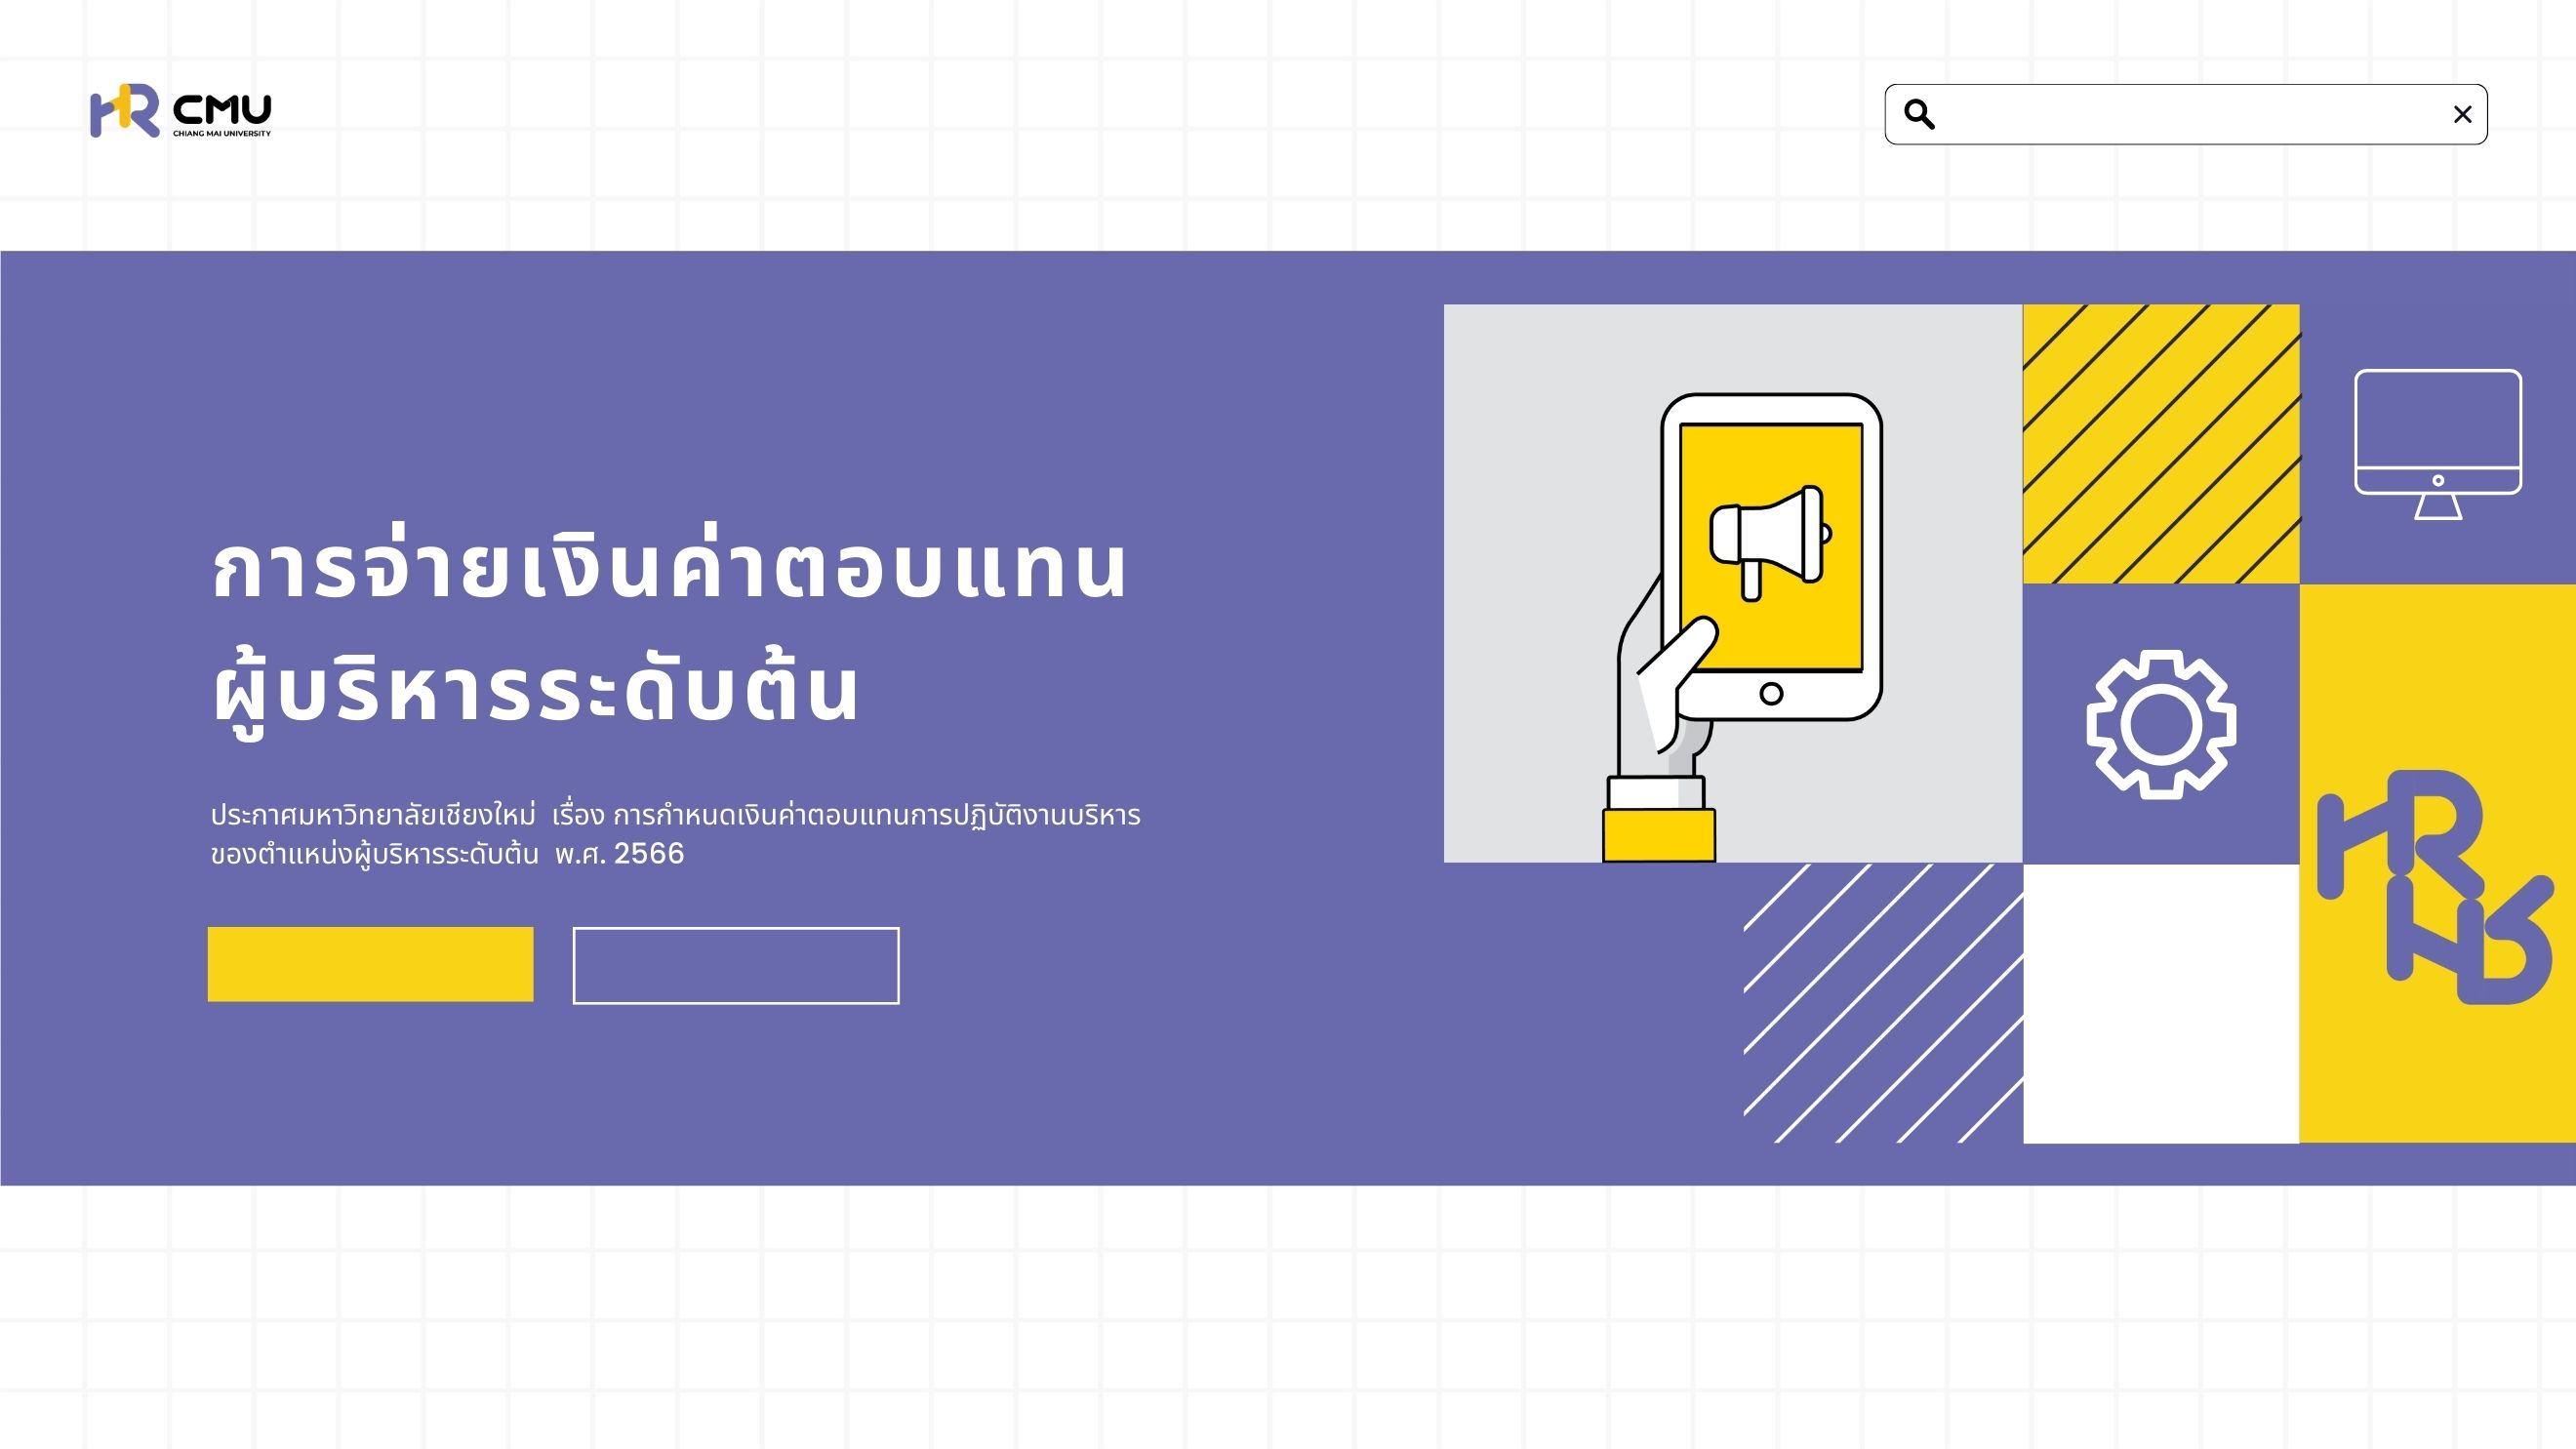 HR CMU
CHIANG MAI UNIVERSITY
การจ่ายเงินค่าตอบแทน
ผู้บริหารระดับต้น
ประกาศมหาวิทยาลัยเชียงใหม่ เรื่อง การกำหนดเงินค่าตอบแทนการปฏิบัติงานบริหาร
ของตำแหน่งผู้บริหารระดับต้น พ.ศ. 2566
HR
HR